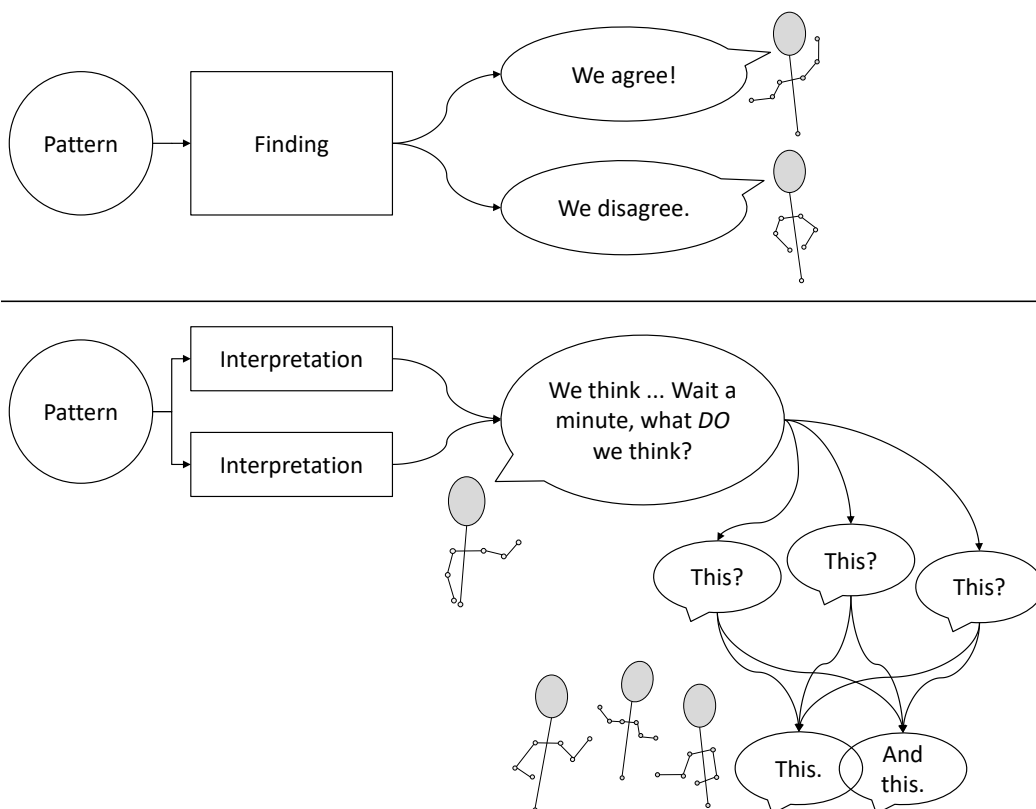 We agree!
Pattern
Finding
We disagree.
Interpretation
Pattern
Interpretation
We think ... Wait a
minute, what DO
we think?
This?
This?
This?
This.
And
this.